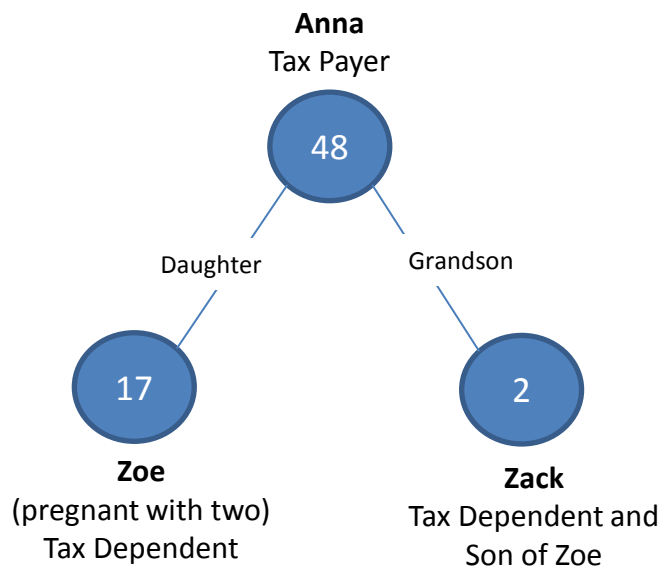 Anna
Tax Payer
48
Daughter
Grandson
17
2
Zoe
(pregnant with two)
Tax Dependent
Zack
Tax Dependent and
Son of Zoe